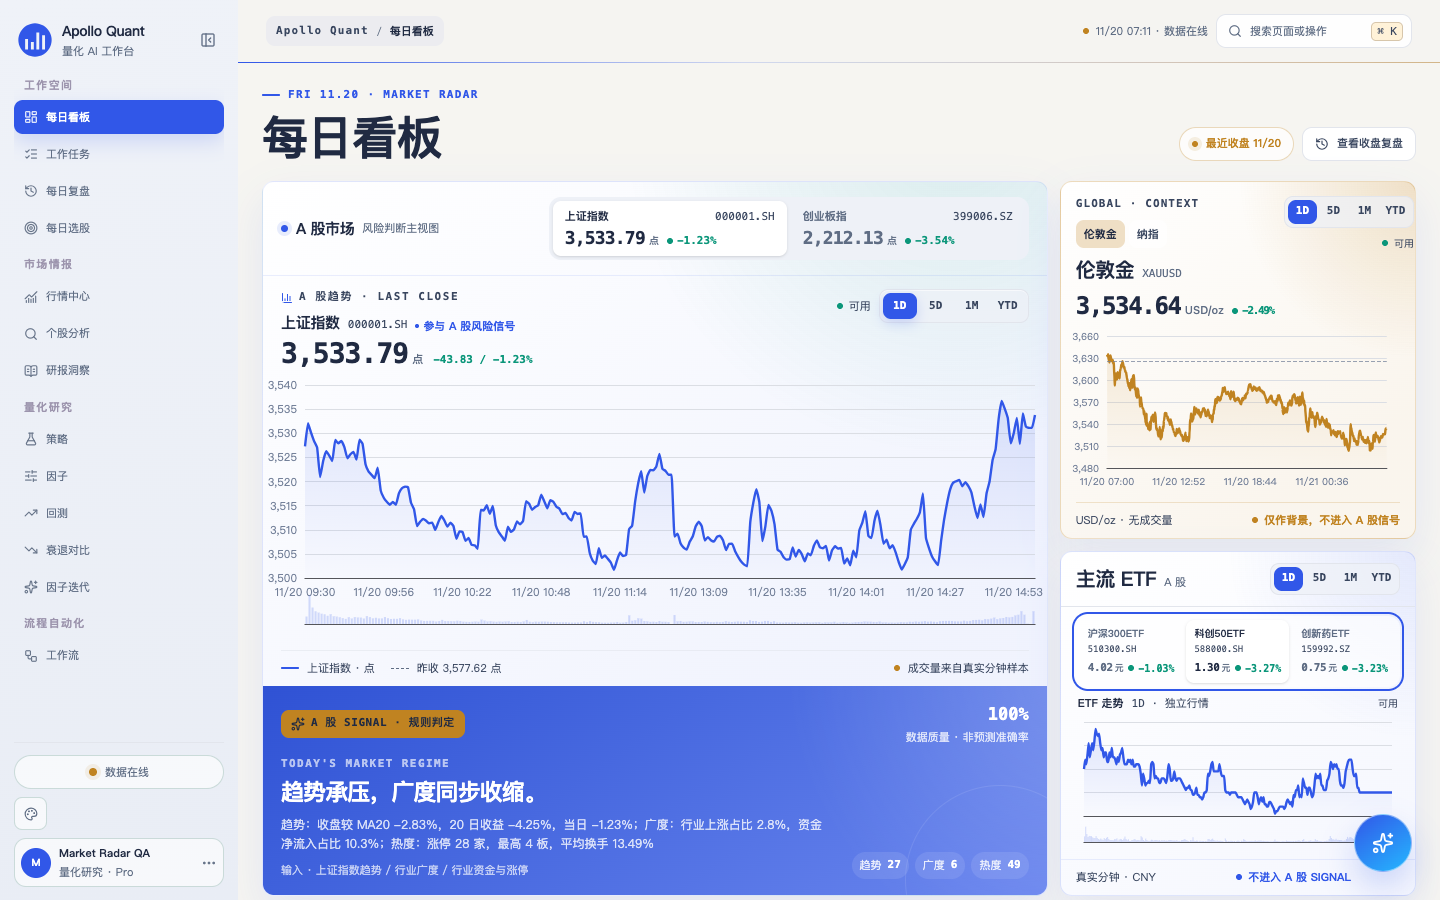 Apollo Quant
量化 AI 工作台
工作空间
每日看板
工作任务
每日复盘
每日选股
市场情报
行情中心
个股分析
研报洞察
量化研究
策略
因子
回测
衰退对比
因子迭代
流程自动化
工作流
数据在线
M
Market Radar QA
量化研究 · Pro
Apollo Quant / 每日看板
11/20 07:11 · 数据在线
搜索页面或操作
⌘ K
FRI 11.20 · MARKET RADAR
每日看板
最近收盘 11/20
查看收盘复盘
A 股市场 风险判断主视图
上证指数 000001.SH
3,533.79 点 −1.23%
创业板指 399006.SZ
2,212.13 点 −3.54%
A 股趋势 · LAST CLOSE
可用 1D 5D 1M YTD
上证指数 000001.SH 参与 A 股风险信号
3,533.79 点 −43.83 / −1.23%
3,540
3,535
3,530
3,525
3,520
3,515
3,510
3,505
3,500
11/20 09:30 11/20 09:56 11/20 10:22 11/20 10:48 11/20 11:14 11/20 13:09 11/20 13:35 11/20 14:01 11/20 14:27 11/20 14:53
上证指数 · 点 昨收 3,577.62 点 成交量来自真实分钟样本
A 股 SIGNAL · 规则判定
100%
数据质量 · 非预测准确率
TODAY'S MARKET REGIME
趋势承压，广度同步收缩。
趋势：收盘较 MA20 −2.83%，20 日收益 −4.25%，当日 −1.23%；广度：行业上涨占比 2.8%，资金
净流入占比 10.3%；热度：涨停 28 家，最高 4 板，平均换手 13.49%
输入 · 上证指数趋势 / 行业广度 / 行业资金与涨停
趋势 27 广度 6 热度 49
GLOBAL · CONTEXT
1D 5D 1M YTD
伦敦金 纳指
可用
伦敦金 XAUUSD
3,534.64 USD/oz −2.49%
3,660
3,630
3,600
3,570
3,540
3,510
3,480
11/20 07:00 11/20 12:52 11/20 18:44 11/21 00:36
USD/oz · 无成交量 仅作背景，不进入 A 股信号
主流 ETF A 股
1D 5D 1M YTD
沪深300ETF
510300.SH
4.02 元 −1.03%
科创50ETF
588000.SH
1.30 元 −3.27%
创新药ETF
159992.SZ
0.75 元 −3.23%
ETF 走势 1D · 独立行情 可用
真实分钟 · CNY 不进入 A 股 SIGNAL